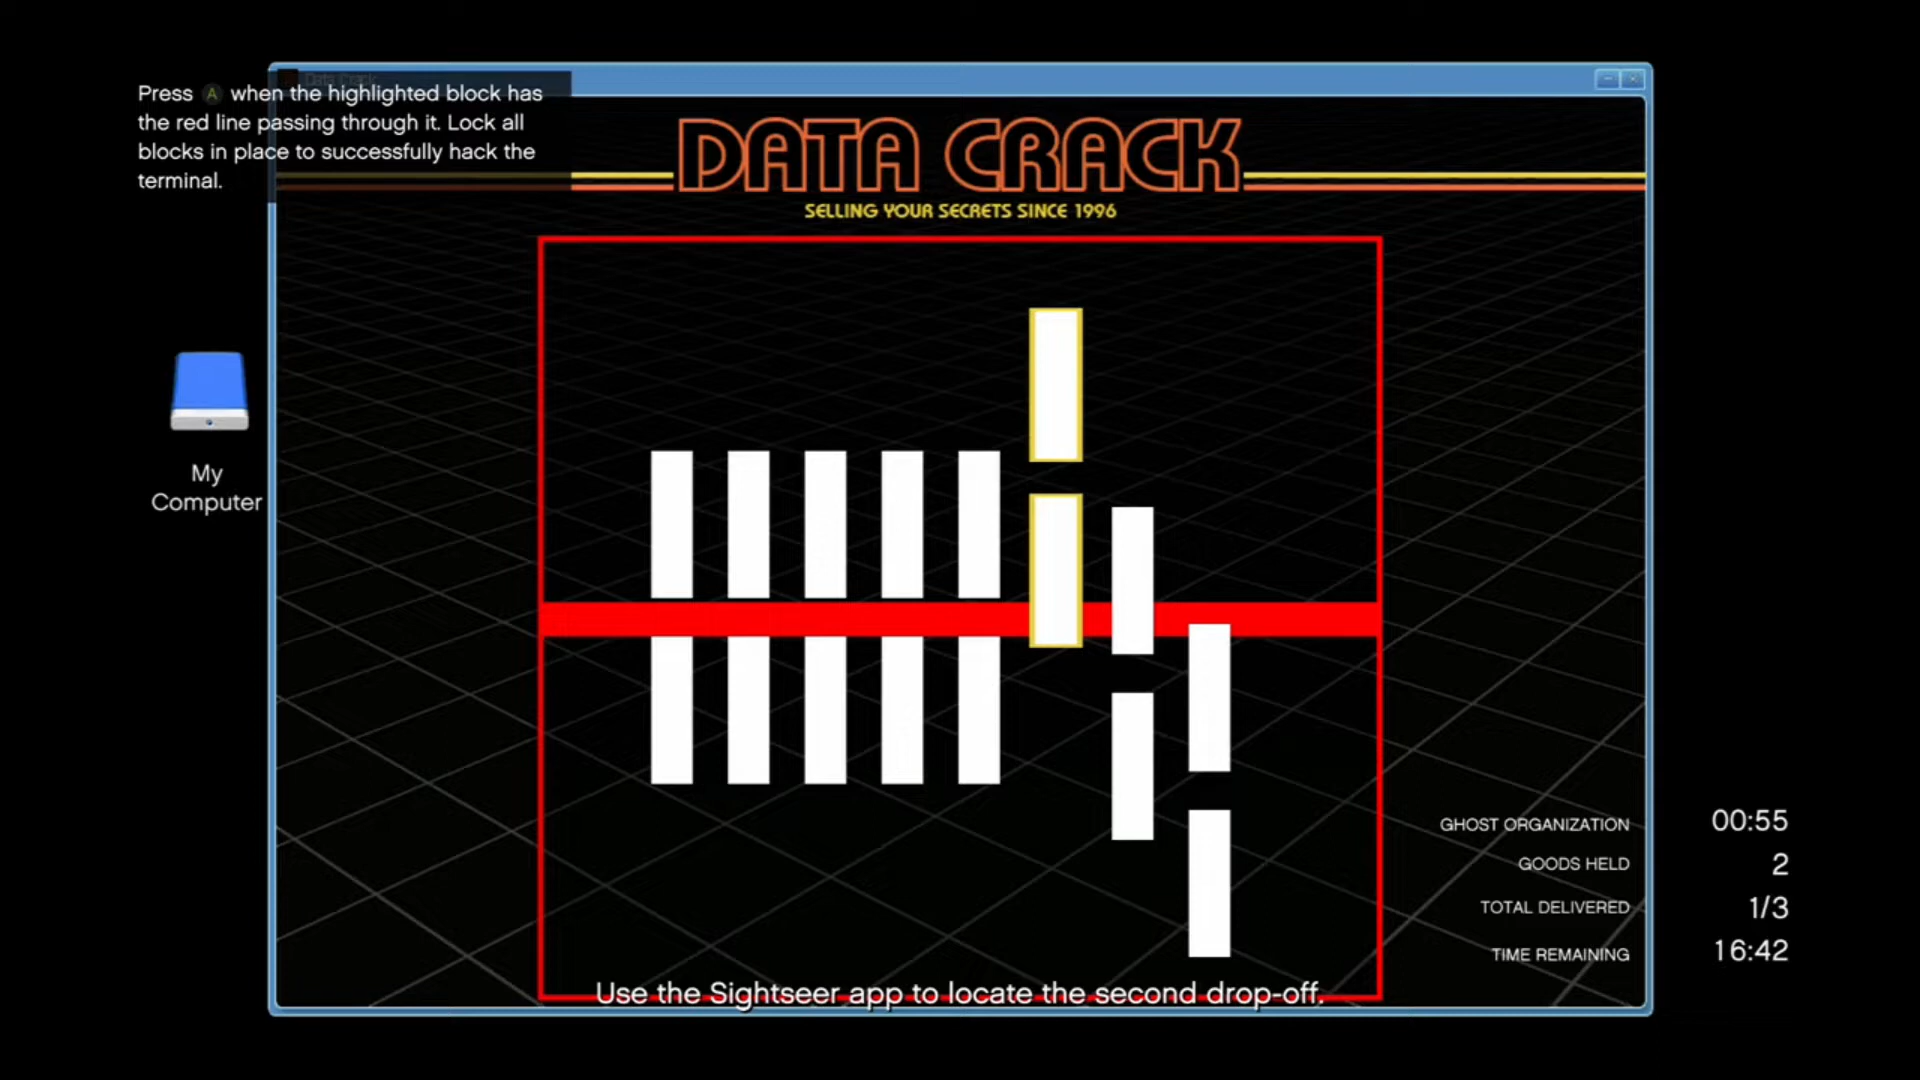 Data Crack
Press A when the highlighted block has
the red line passing through it. Lock all
blocks in place to successfully hack the
terminal.
DATA CRACK
SELLING YOUR SECRETS SINCE 1996
My
Computer
GHOST ORGANIZATION 00:55
GOODS HELD 2
TOTAL DELIVERED 1/3
TIME REMAINING 16:42
Use the Sightseer app to locate the second drop-off.